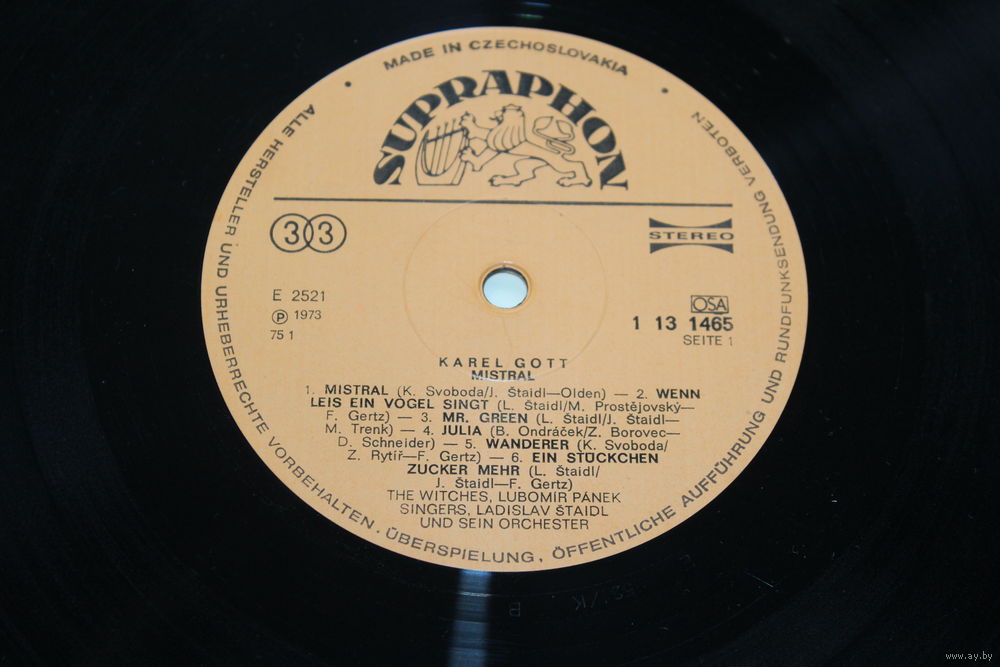 MADE IN CZECHOSLOVAKIA
SUPRAPHON
33
STEREO
E 2521
Ⓟ 1973
75 1
OSA
1 13 1465
SEITE 1
KAREL GOTT
MISTRAL
1. MISTRAL (K. Svoboda/J. Štaidl—Olden) — 2. WENN
LEIS EIN VOGEL SINGT (L. Štaidl/M. Prostějovský—
F. Gertz) — 3. MR. GREEN (L. Štaidl/J. Štaidl—
M. Trenk) — 4. JULIA (B. Ondráček/Z. Borovec—
D. Schneider) — 5. WANDERER (K. Svoboda/
Z. Rytíř—F. Gertz) — 6. EIN STÜCKCHEN
ZUCKER MEHR (L. Štaidl/
J. Štaidl—F. Gertz)
THE WITCHES, LUBOMÍR PÁNEK
SINGERS, LADISLAV ŠTAIDL
UND SEIN ORCHESTER
ALLE HERSTELLER UND URHEBERRECHTE VORBEHALTEN. ÜBERSPIELUNG, ÖFFENTLICHE AUFFÜHRUNG UND RUNDFUNKSENDUNG VERBOTEN
B
www.ay.by